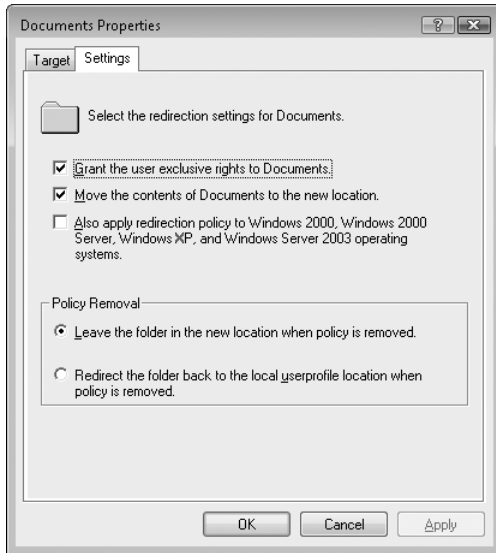 Documents Properties
Target
Settings
Select the redirection settings for Documents.
Grant the user exclusive rights to Documents.
Move the contents of Documents to the new location.
Also apply redirection policy to Windows 2000, Windows 2000
Server, Windows XP, and Windows Server 2003 operating
systems.
Policy Removal
Leave the folder in the new location when policy is removed.
Redirect the folder back to the local userprofile location when
policy is removed.
OK
Cancel
Apply